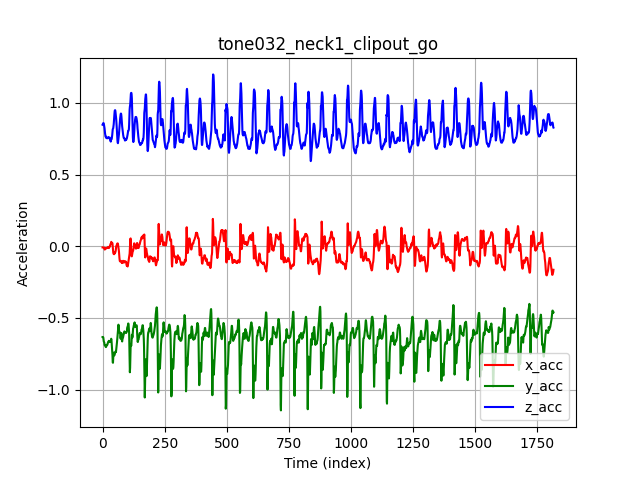 tone032_neck1_clipout_go
1.0
0.5
0.0
−0.5
−1.0
Acceleration
0 250 500 750 1000 1250 1500 1750
Time (index)
x_acc
y_acc
z_acc